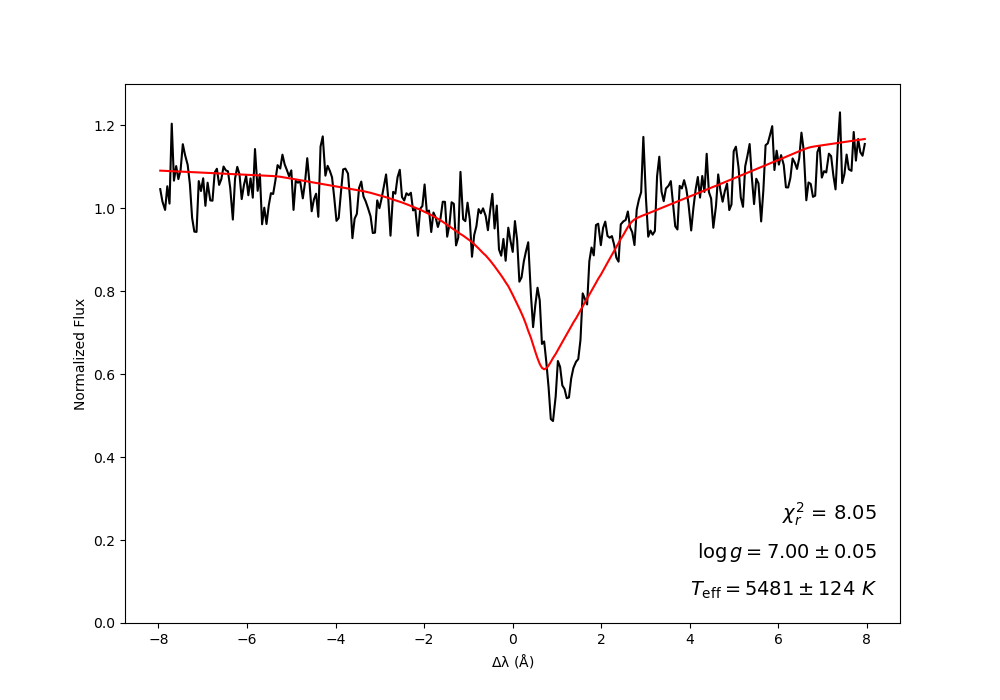 1.2
1.0
0.8
0.6
0.4
0.2
0.0
Normalized Flux
χ²ᵣ = 8.05
log g = 7.00 ± 0.05
T_eff = 5481 ± 124 K
−8 −6 −4 −2 0 2 4 6 8
Δλ (Å)